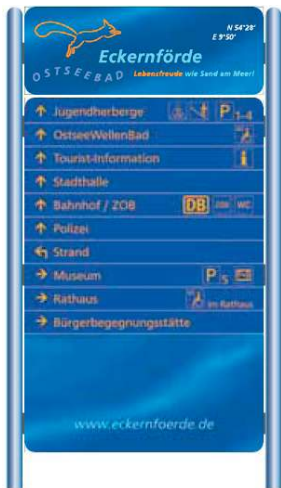 N 54°28'
E 9°50'
Eckernförde
OSTSEEBAD
Lebensfreude wie Sand am Meer!
Jugendherberge P 1-4
OstseeWellenBad
Tourist-Information i
Stadthalle
Bahnhof / ZOB DB ZOB WC
Polizei
Strand
Museum P 5
Rathaus im Rathaus
Bürgerbegegnungsstätte
www.eckernfoerde.de